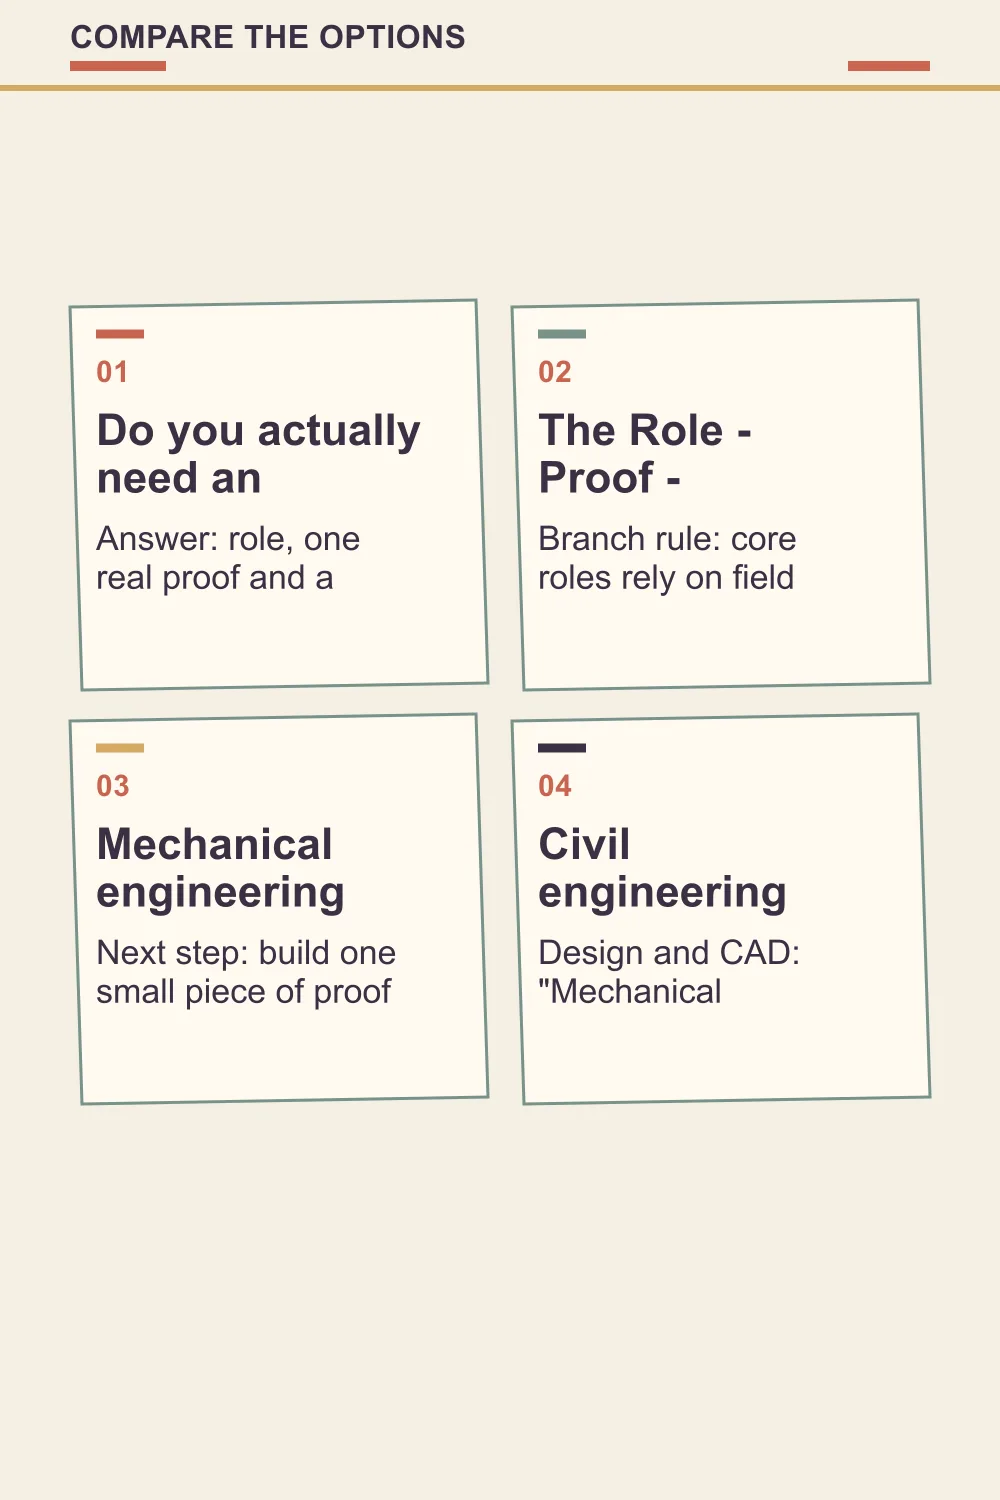 COMPARE THE OPTIONS
01
Do you actually
need an
Answer: role, one
real proof and a
02
The Role -
Proof -
Branch rule: core
roles rely on field
03
Mechanical
engineering
Next step: build one
small piece of proof
04
Civil
engineering
Design and CAD:
"Mechanical